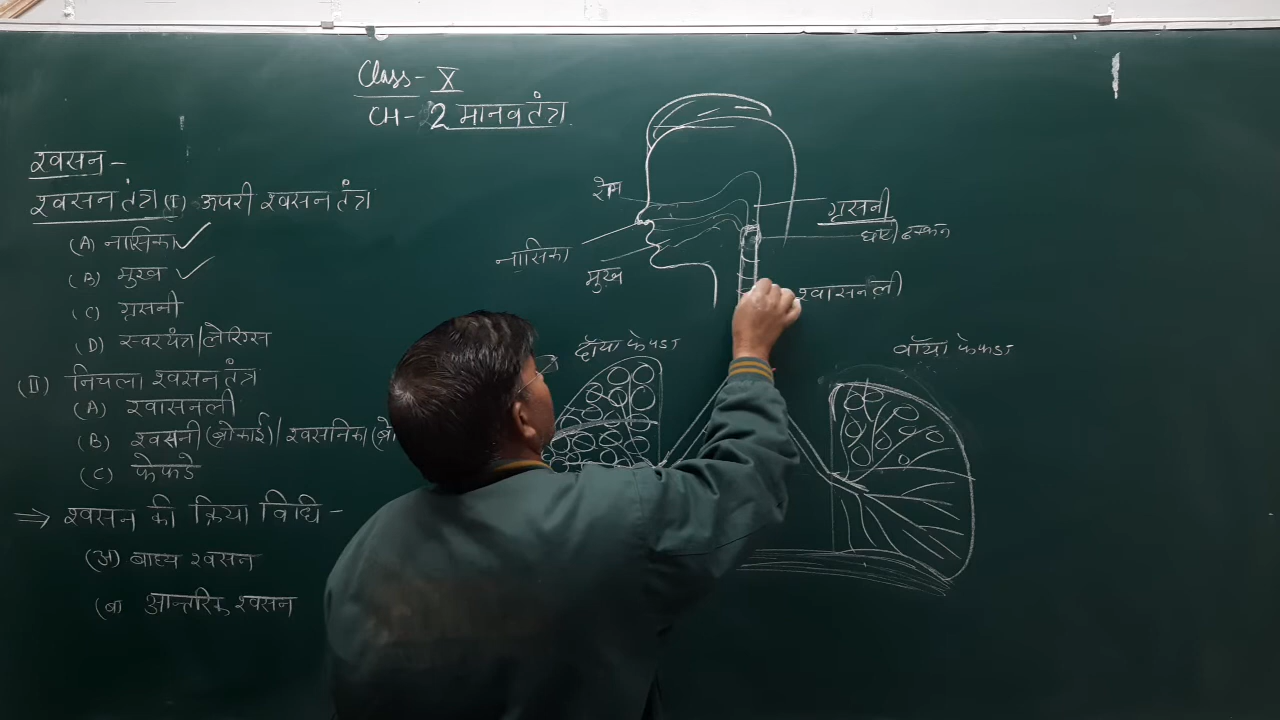 Class - X
CH- 2 मानव तंत्र
श्वसन -
श्वसन तंत्र (I) ऊपरी श्वसन तंत्र
(A) नासिका
(B) मुख
(C) ग्रसनी
(D) स्वरयंत्र/लेरिंग्स
(II) निचला श्वसन तंत्र
(A) श्वासनली
(B) श्वसनी (ब्रोंकाई)/श्वसनिका
(C) फेफडे
⇒ श्वसन की क्रिया विधि -
(अ) बाह्य श्वसन
(ब) आन्तरिक श्वसन
रोम
नासिका
मुख
ग्रसनी
ढक्कन
श्वासनली
दॉया फेफडा
बॉया फेफडा